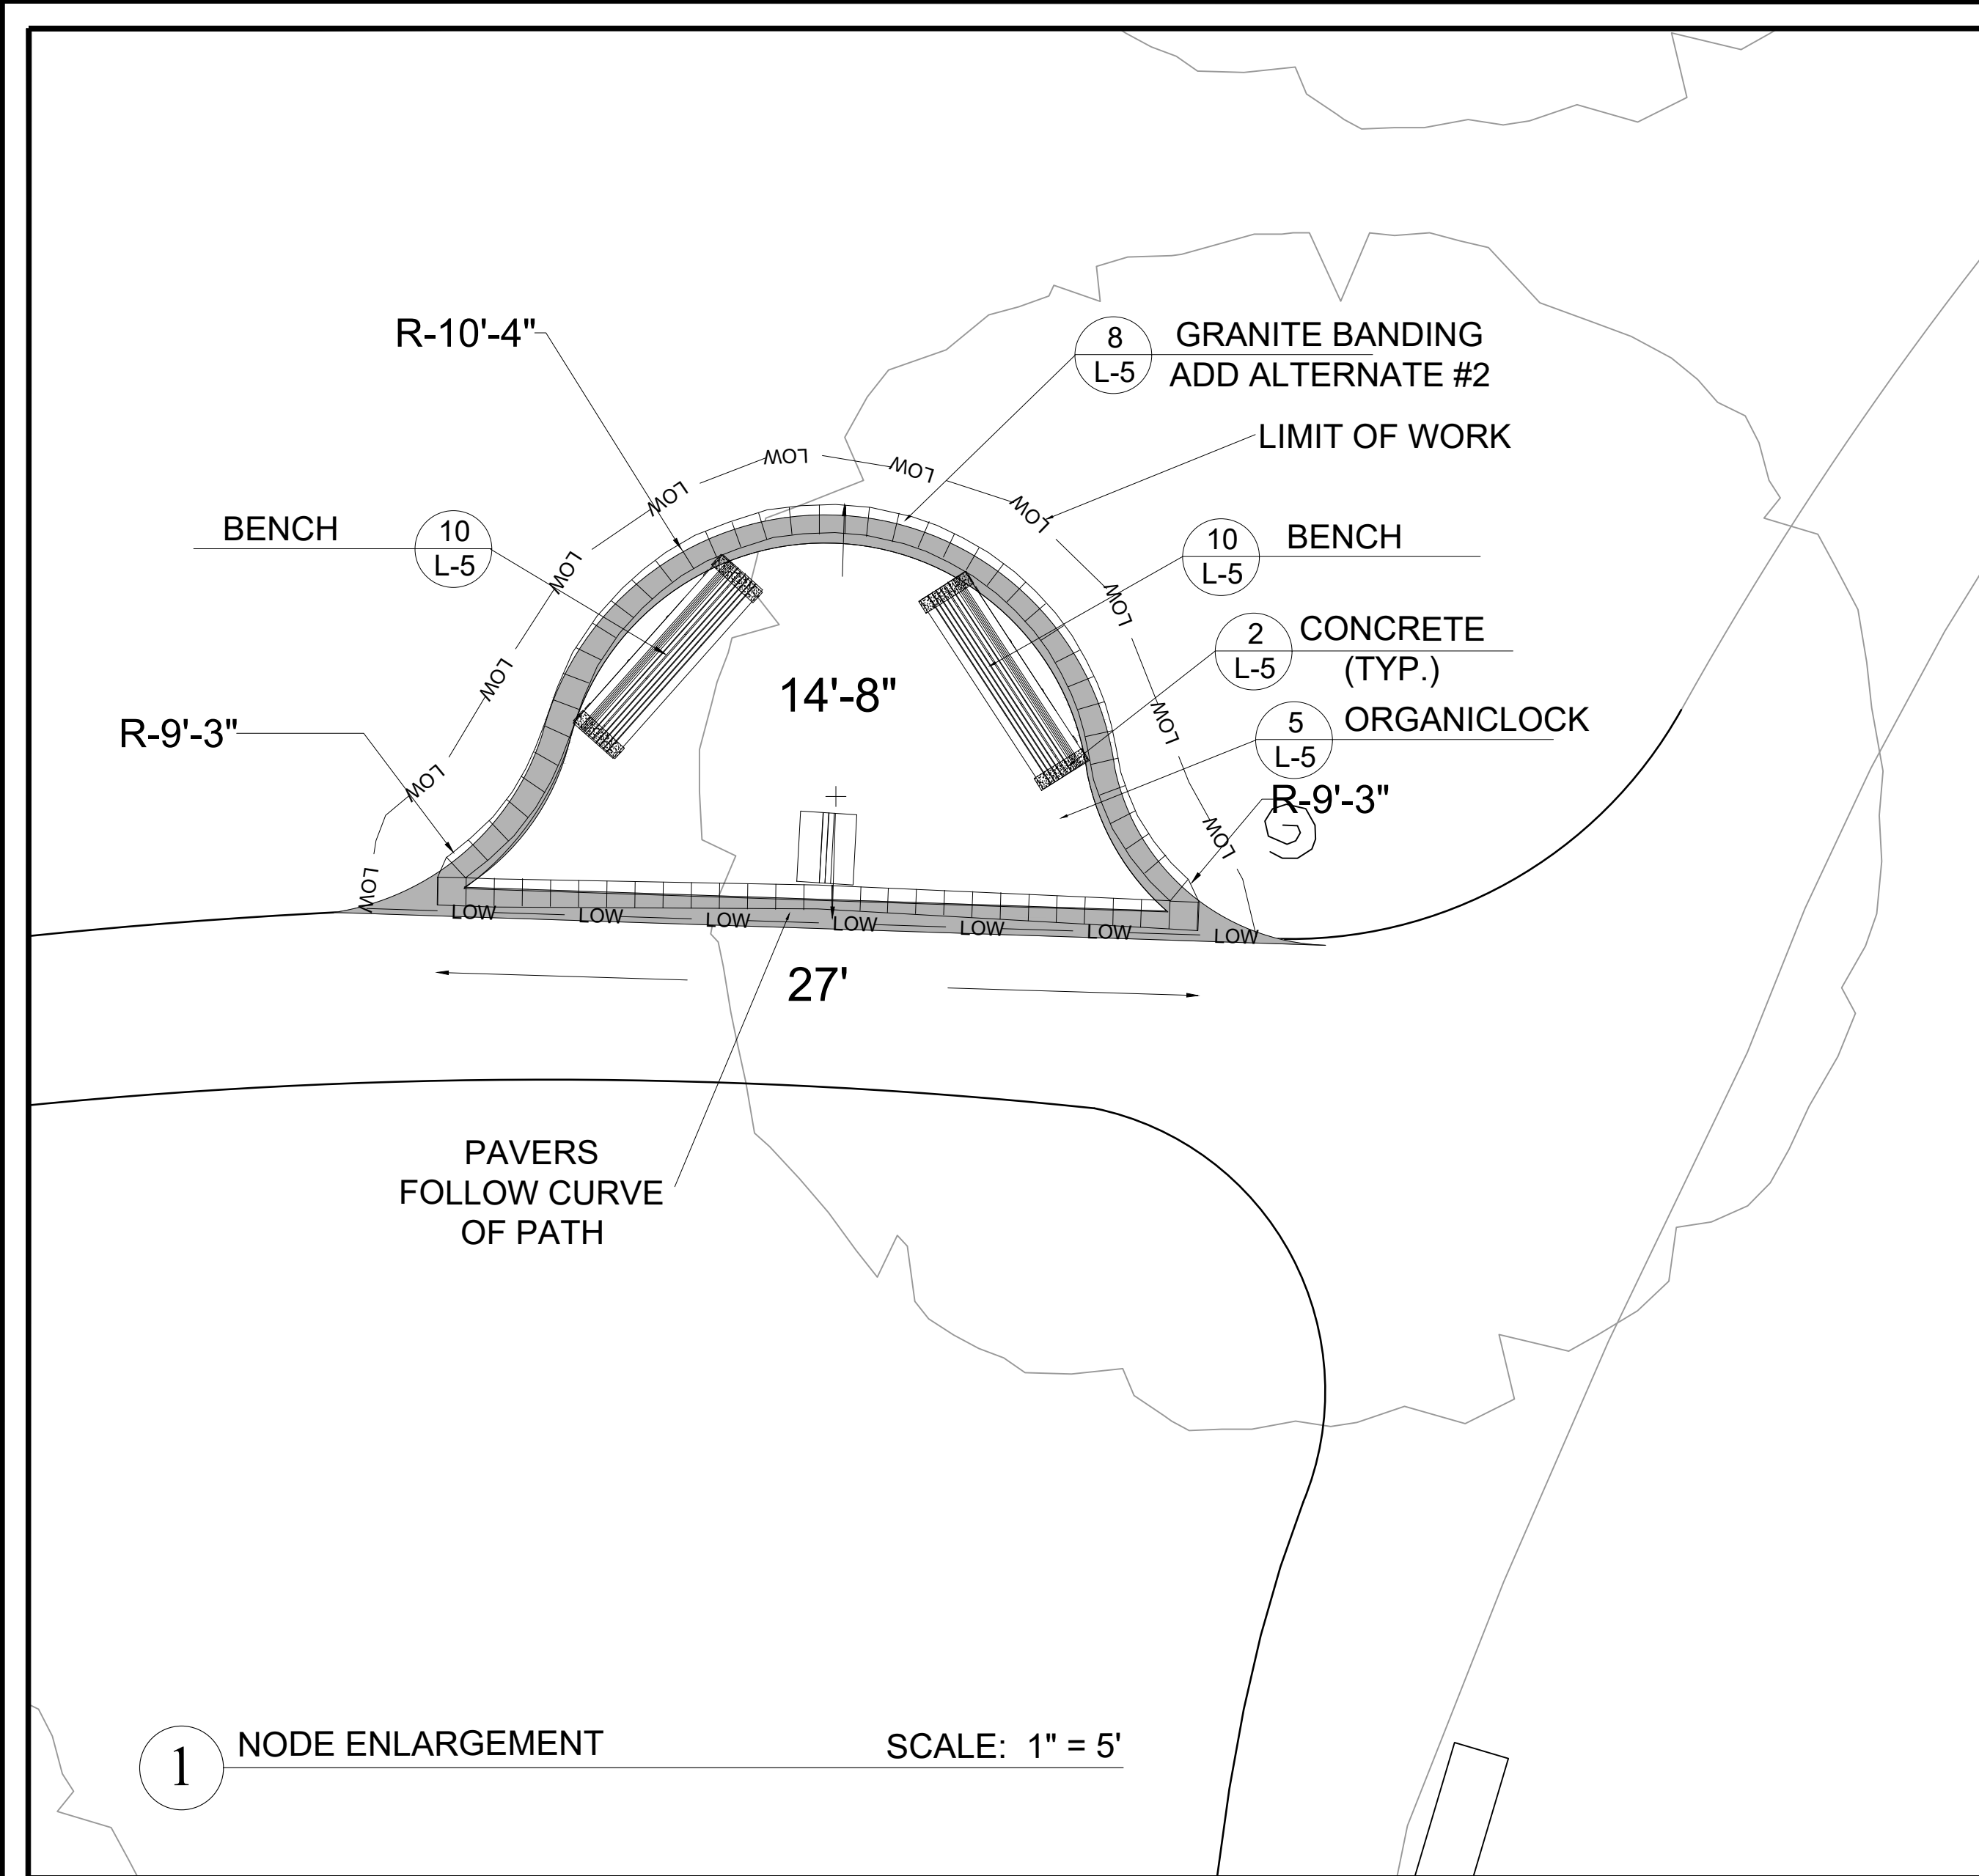 R-10'-4"
8
L-5
GRANITE BANDING
ADD ALTERNATE #2
LIMIT OF WORK
LOW
LOW
LOW
LOW
LOW
LOW
LOW
LOW
LOW
LOW
LOW
LOW
BENCH
10
L-5
10
L-5
BENCH
2
L-5
CONCRETE
(TYP.)
14'-8"
5
L-5
ORGANICLOCK
R-9'-3"
R-9'-3"
LOW
LOW
LOW
LOW
LOW
LOW
LOW
27'
PAVERS
FOLLOW CURVE
OF PATH
1
NODE ENLARGEMENT
SCALE: 1" = 5'